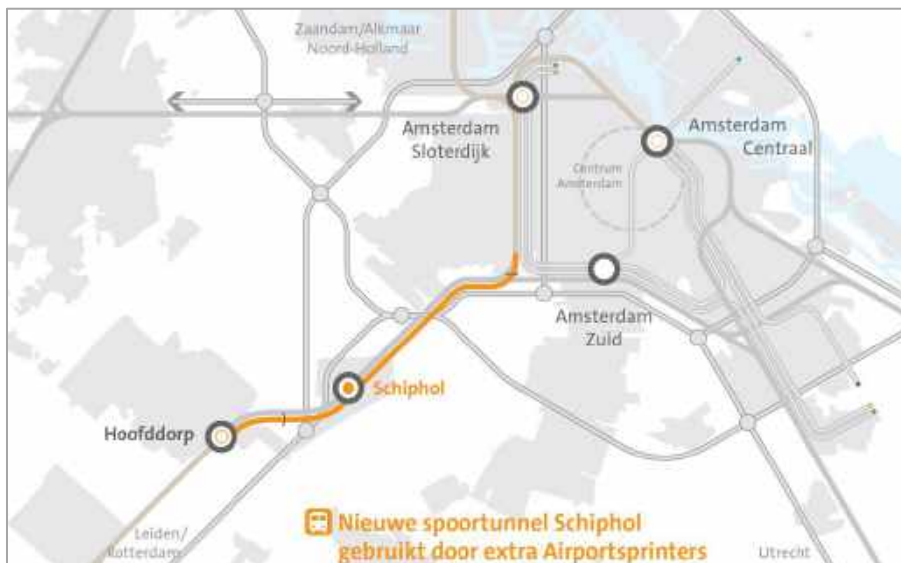 Zaandam/Alkmaar
Noord-Holland
Amsterdam
Sloterdijk
Amsterdam
Centraal
Centrum
Amsterdam
Amsterdam
Zuid
Schiphol
Hoofddorp
Leiden/
Rotterdam
Nieuwe spoortunnel Schiphol
gebruikt door extra Airportsprinters
Utrecht